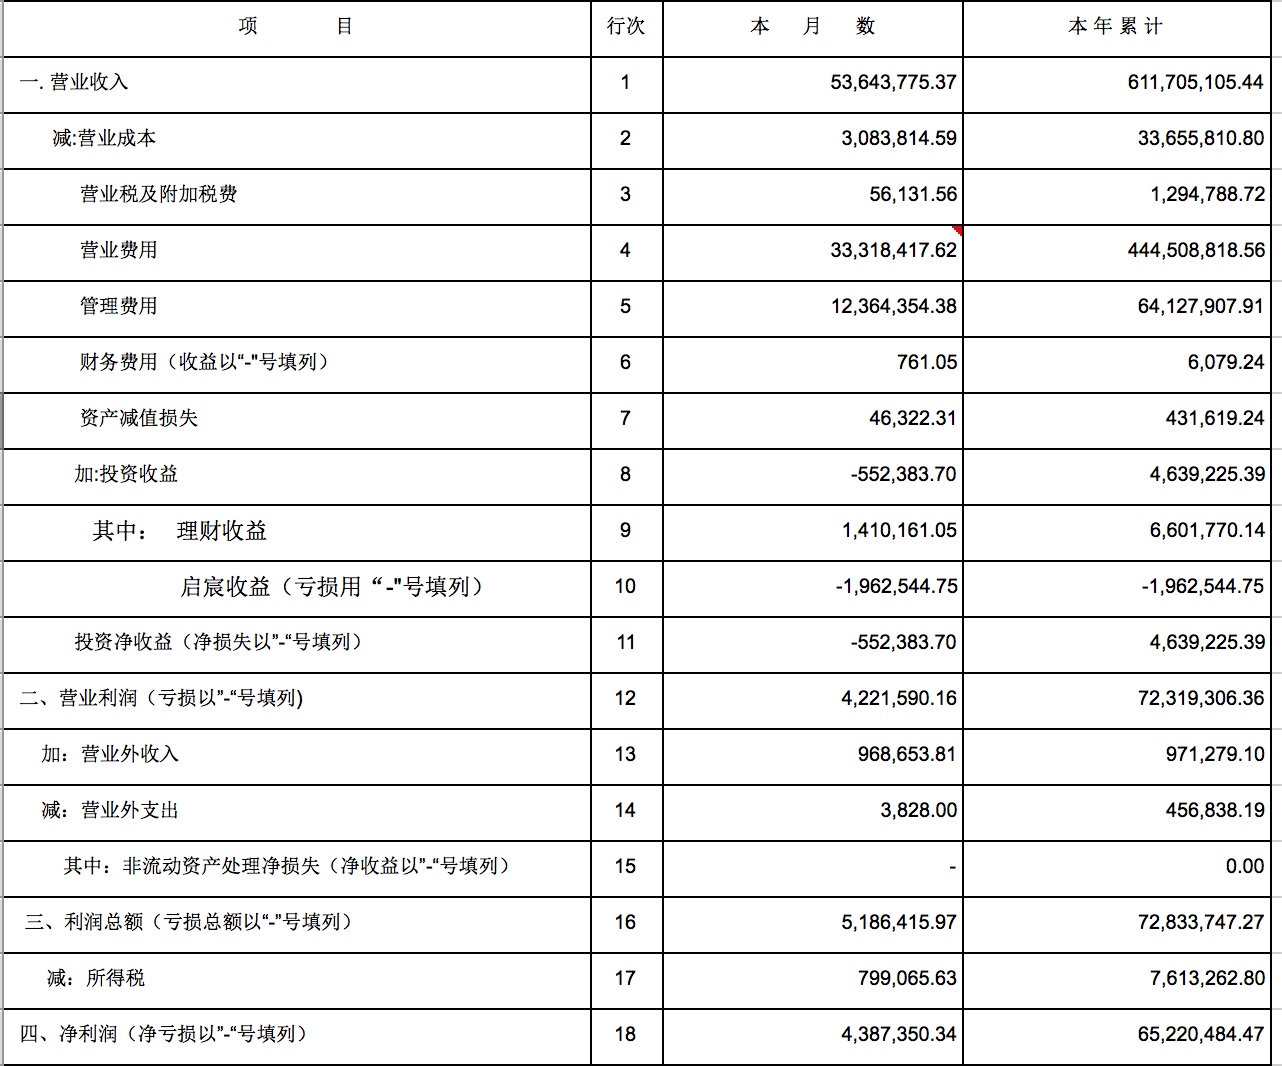 项 目 行次 本 月 数 本 年 累 计
一. 营业收入 1 53,643,775.37 611,705,105.44
减:营业成本 2 3,083,814.59 33,655,810.80
营业税及附加税费 3 56,131.56 1,294,788.72
营业费用 4 33,318,417.62 444,508,818.56
管理费用 5 12,364,354.38 64,127,907.91
财务费用（收益以“-"号填列） 6 761.05 6,079.24
资产减值损失 7 46,322.31 431,619.24
加:投资收益 8 -552,383.70 4,639,225.39
其中： 理财收益 9 1,410,161.05 6,601,770.14
启宸收益（亏损用“-"号填列） 10 -1,962,544.75 -1,962,544.75
投资净收益（净损失以”-“号填列） 11 -552,383.70 4,639,225.39
二、营业利润（亏损以”-“号填列) 12 4,221,590.16 72,319,306.36
加：营业外收入 13 968,653.81 971,279.10
减：营业外支出 14 3,828.00 456,838.19
其中：非流动资产处理净损失（净收益以”-“号填列） 15 - 0.00
三、利润总额（亏损总额以“-”号填列） 16 5,186,415.97 72,833,747.27
减：所得税 17 799,065.63 7,613,262.80
四、净利润（净亏损以”-“号填列） 18 4,387,350.34 65,220,484.47